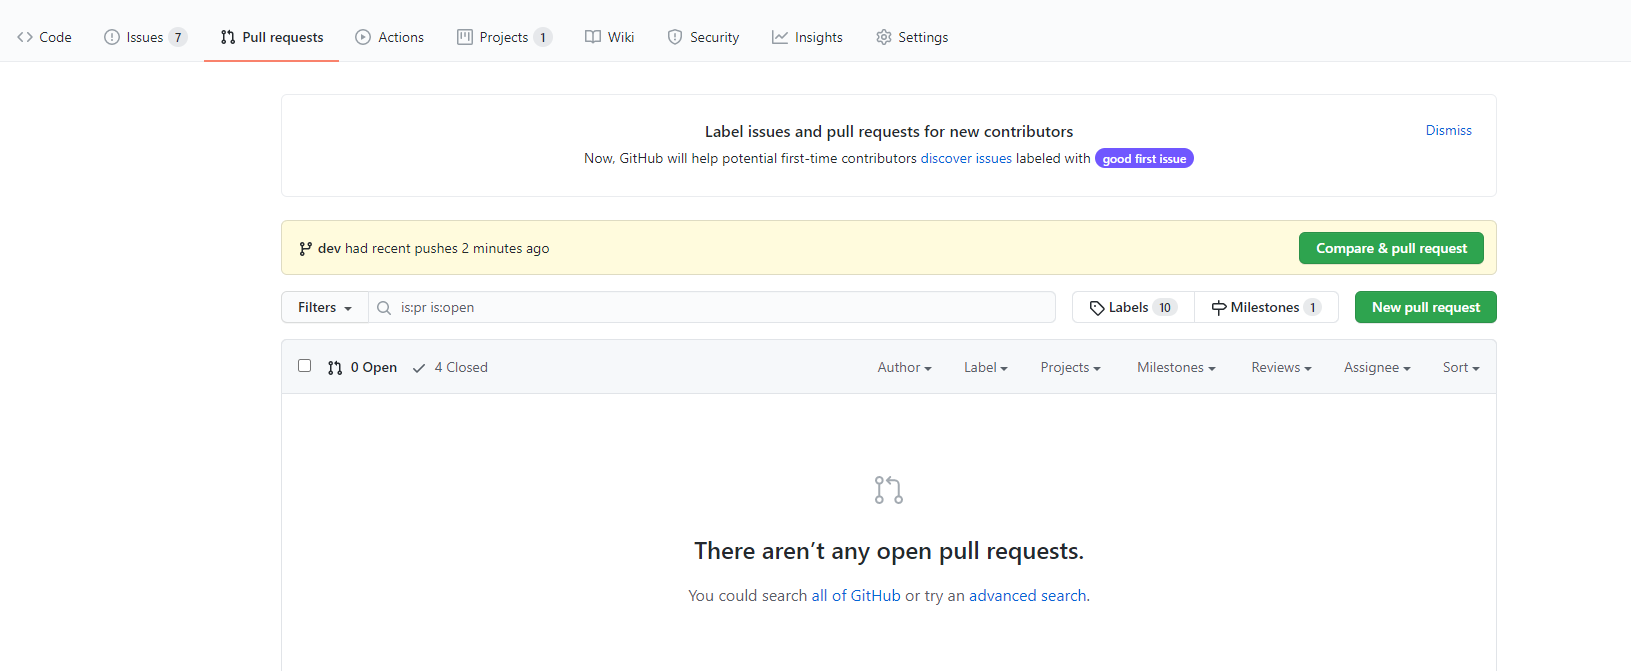 Code Issues 7 Pull requests Actions Projects 1 Wiki Security Insights Settings
Label issues and pull requests for new contributors
Dismiss
Now, GitHub will help potential first-time contributors discover issues labeled with good first issue
dev had recent pushes 2 minutes ago Compare & pull request
Filters is:pr is:open Labels 10 Milestones 1 New pull request
0 Open 4 Closed Author Label Projects Milestones Reviews Assignee Sort
There aren’t any open pull requests.
You could search all of GitHub or try an advanced search.